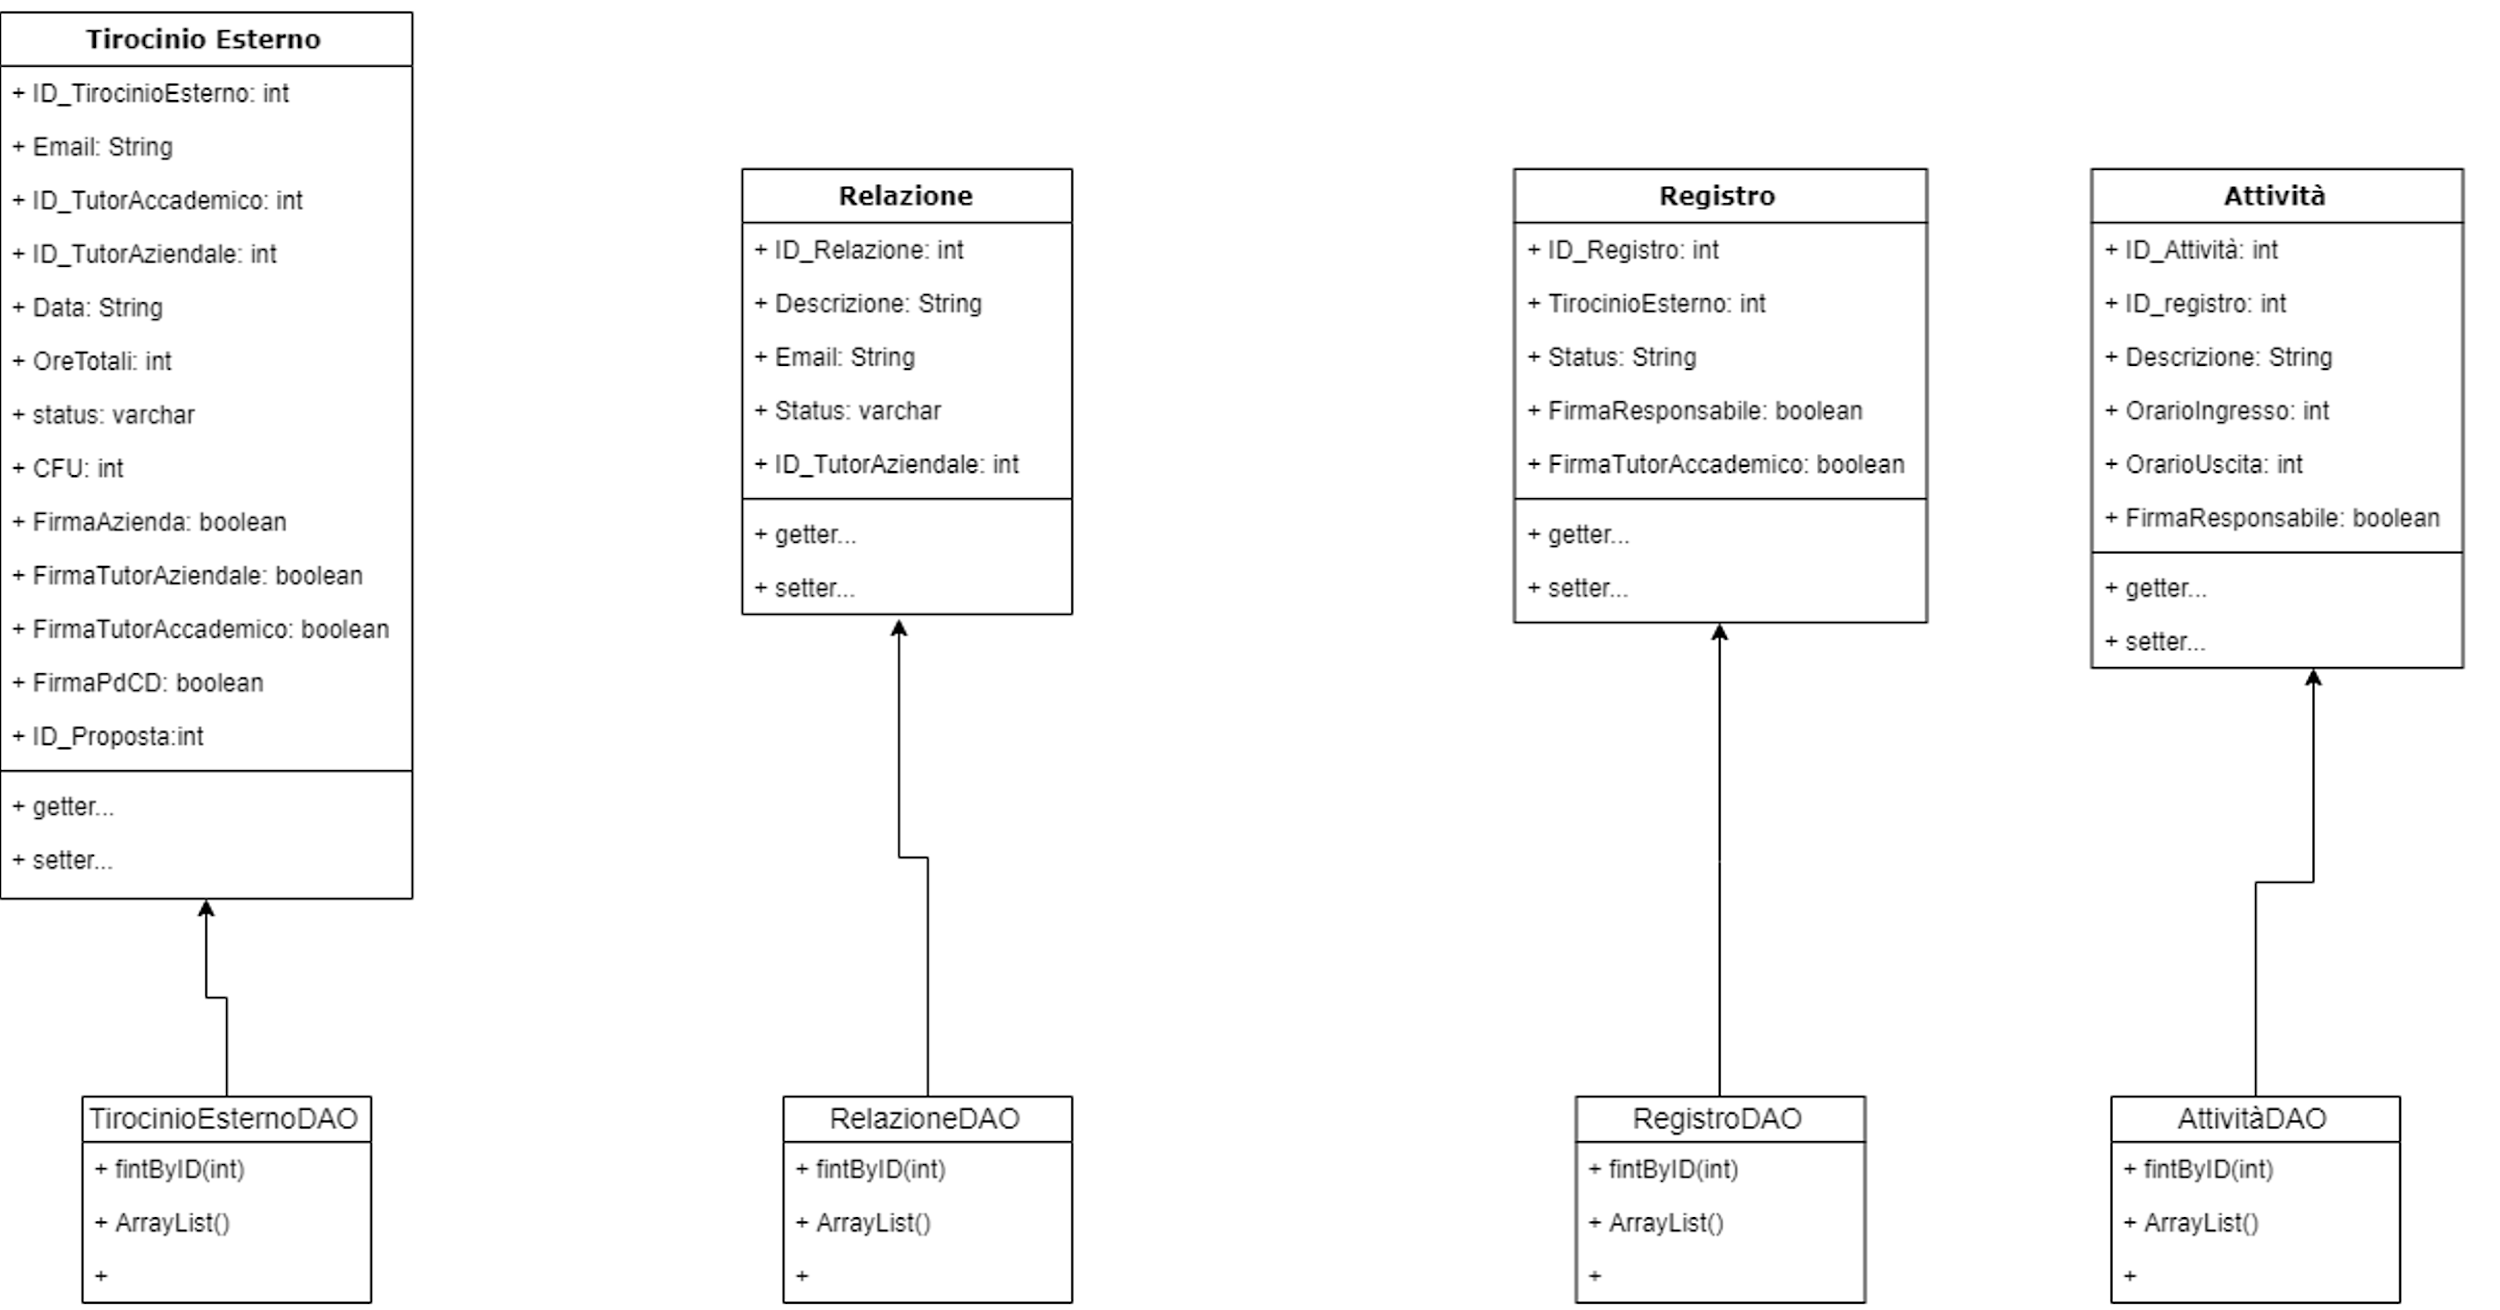 Tirocinio Esterno
+ ID_TirocinioEsterno: int
+ Email: String
+ ID_TutorAccademico: int
+ ID_TutorAziendale: int
+ Data: String
+ OreTotali: int
+ status: varchar
+ CFU: int
+ FirmaAzienda: boolean
+ FirmaTutorAziendale: boolean
+ FirmaTutorAccademico: boolean
+ FirmaPdCD: boolean
+ ID_Proposta:int
+ getter...
+ setter...
Relazione
+ ID_Relazione: int
+ Descrizione: String
+ Email: String
+ Status: varchar
+ ID_TutorAziendale: int
+ getter...
+ setter...
Registro
+ ID_Registro: int
+ TirocinioEsterno: int
+ Status: String
+ FirmaResponsabile: boolean
+ FirmaTutorAccademico: boolean
+ getter...
+ setter...
Attività
+ ID_Attività: int
+ ID_registro: int
+ Descrizione: String
+ OrarioIngresso: int
+ OrarioUscita: int
+ FirmaResponsabile: boolean
+ getter...
+ setter...
TirocinioEsternoDAO
+ fintByID(int)
+ ArrayList()
+
RelazioneDAO
+ fintByID(int)
+ ArrayList()
+
RegistroDAO
+ fintByID(int)
+ ArrayList()
+
AttivitàDAO
+ fintByID(int)
+ ArrayList()
+